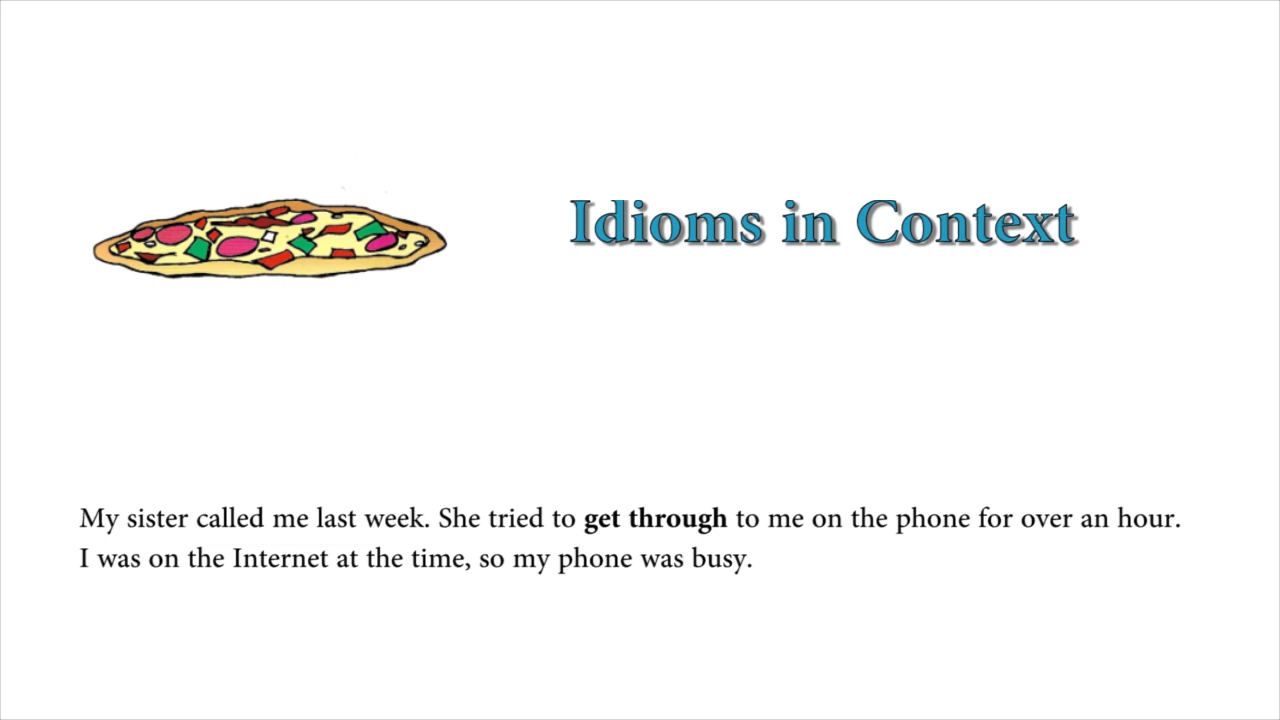 Idioms in Context
My sister called me last week. She tried to get through to me on the phone for over an hour.
I was on the Internet at the time, so my phone was busy.